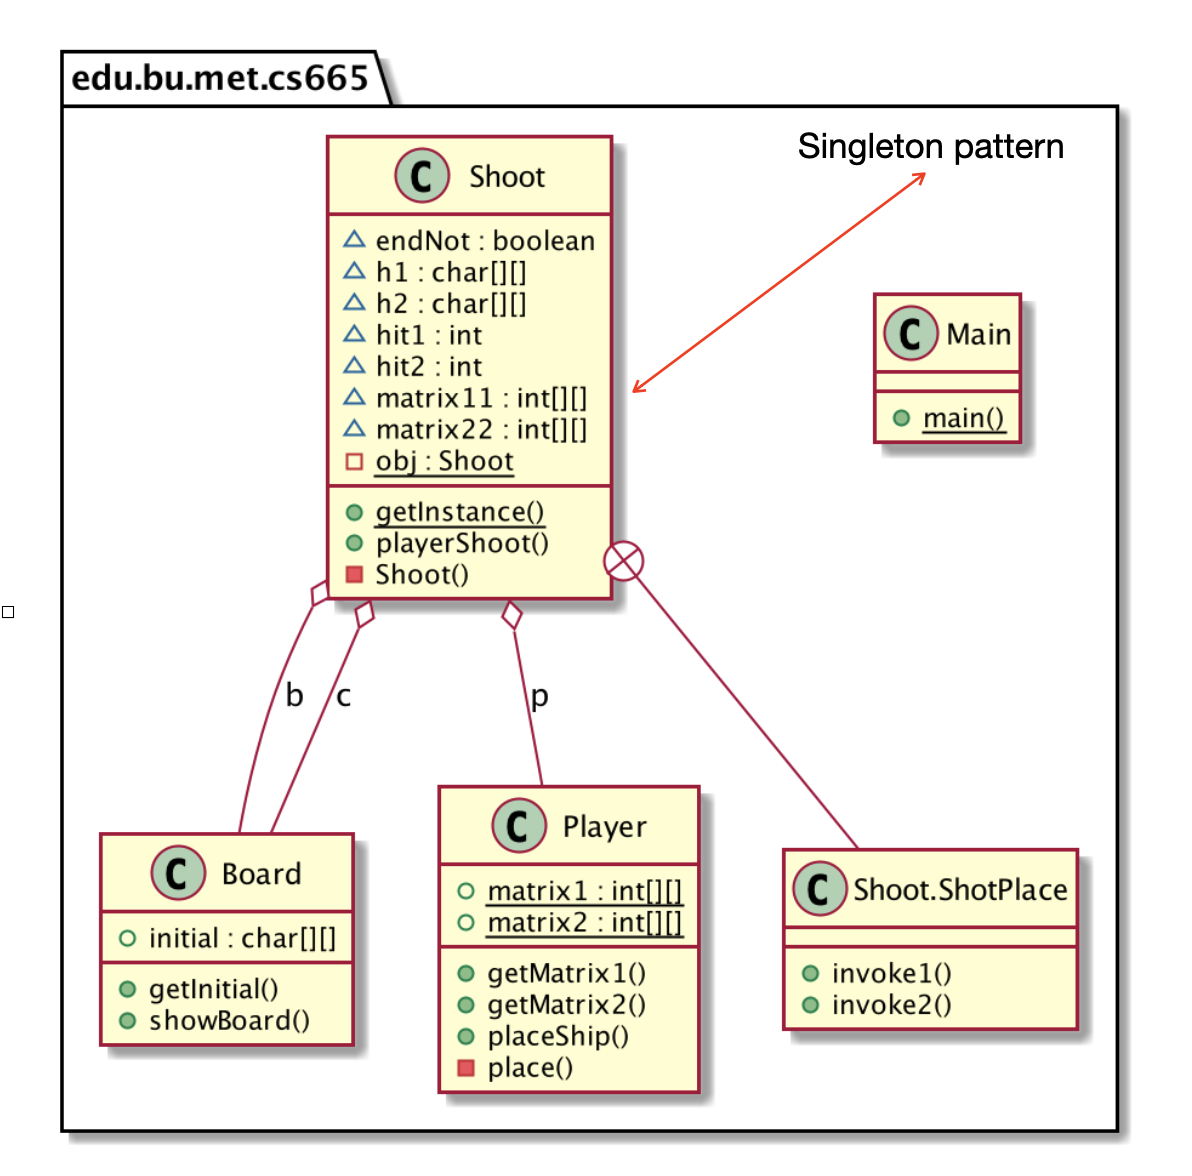 edu.bu.met.cs665
Singleton pattern
C Shoot
endNot : boolean
h1 : char[][]
h2 : char[][]
hit1 : int
hit2 : int
matrix11 : int[][]
matrix22 : int[][]
obj : Shoot
getInstance()
playerShoot()
Shoot()
C Main
main()
b
c
p
C Board
initial : char[][]
getInitial()
showBoard()
C Player
matrix1 : int[][]
matrix2 : int[][]
getMatrix1()
getMatrix2()
placeShip()
place()
C Shoot.ShotPlace
invoke1()
invoke2()